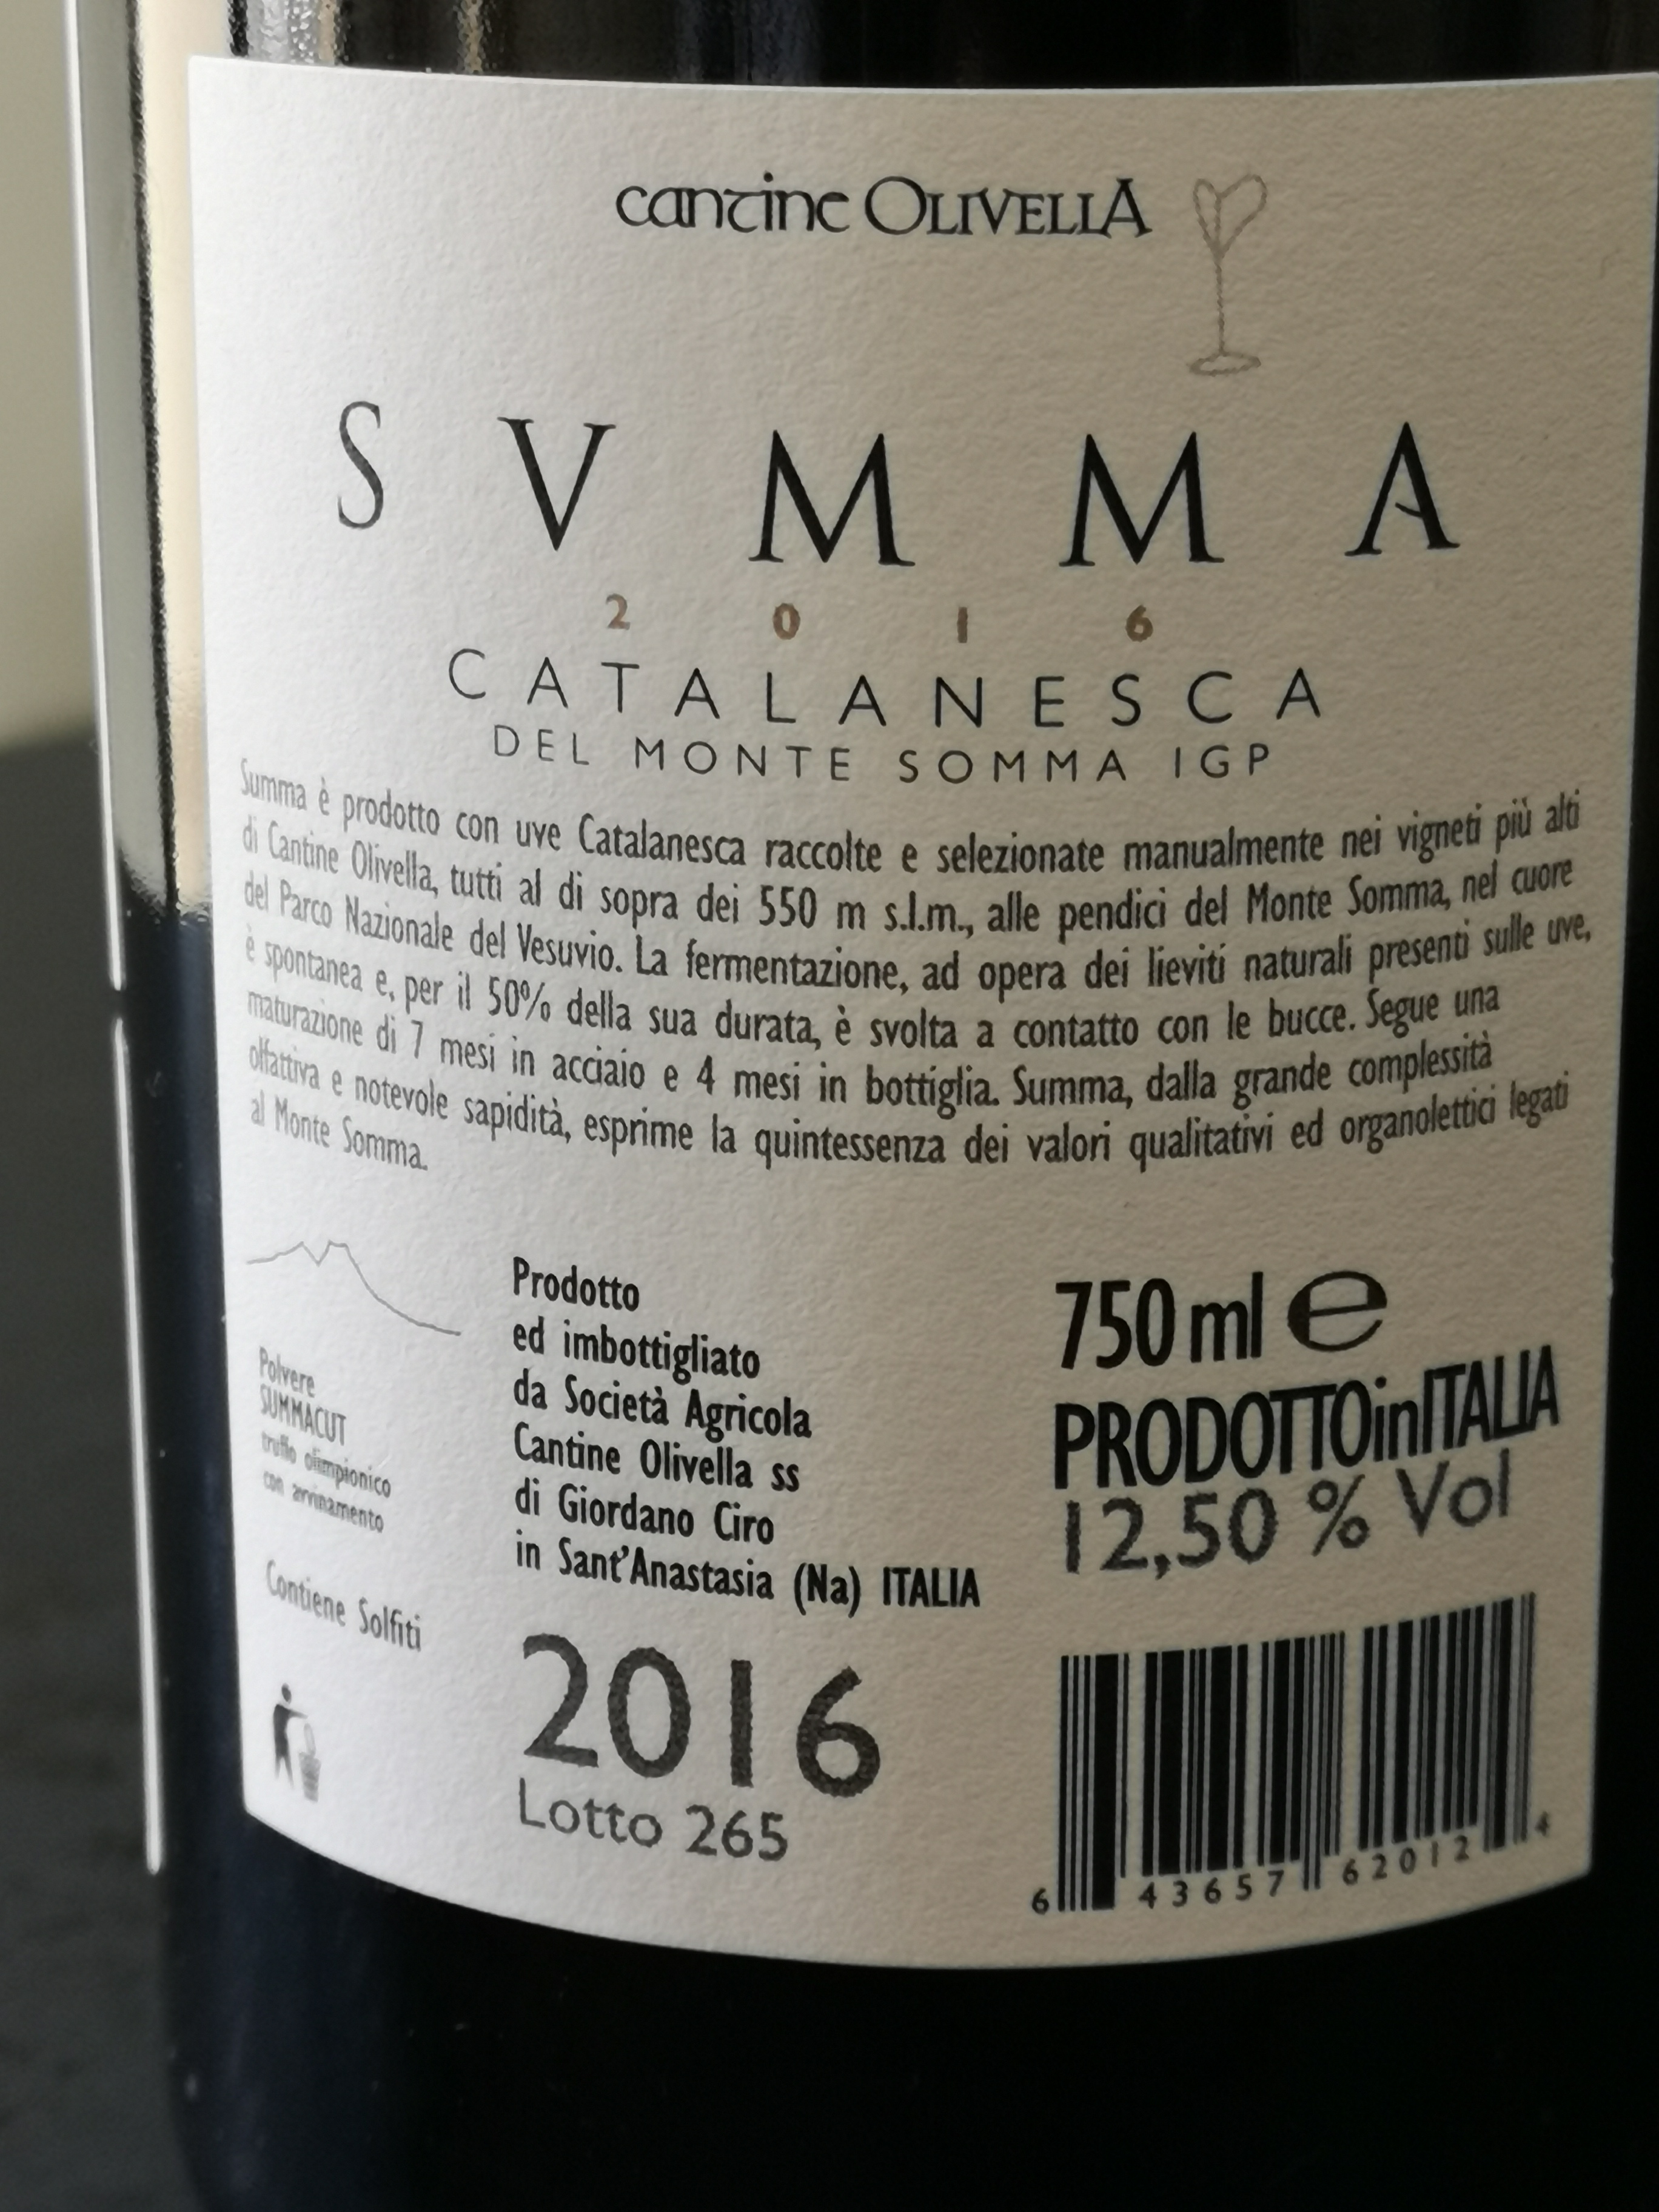 cantine OLIVELLA
SVMMA
2016
CATALANESCA
DEL MONTE SOMMA IGP
Summa è prodotto con uve Catalanesca raccolte e selezionate manualmente nei vigneti più alti
di Cantine Olivella, tutti al di sopra dei 550 m s.l.m., alle pendici del Monte Somma, nel cuore
del Parco Nazionale del Vesuvio. La fermentazione, ad opera dei lieviti naturali presenti sulle uve,
è spontanea e, per il 50% della sua durata, è svolta a contatto con le bucce. Segue una
maturazione di 7 mesi in acciaio e 4 mesi in bottiglia. Summa, dalla grande complessità
olfattiva e notevole sapidità, esprime la quintessenza dei valori qualitativi ed organolettici legati
al Monte Somma.
Polvere
SUMMACUT
truffo olimpionico
con avvinamento
Contiene Solfiti
Prodotto
ed imbottigliato
da Società Agricola
Cantine Olivella ss
di Giordano Ciro
in Sant'Anastasia (Na) ITALIA
2016
Lotto 265
750 ml e
PRODOTTOinITALIA
12,50 % Vol
6 43657 62012 4